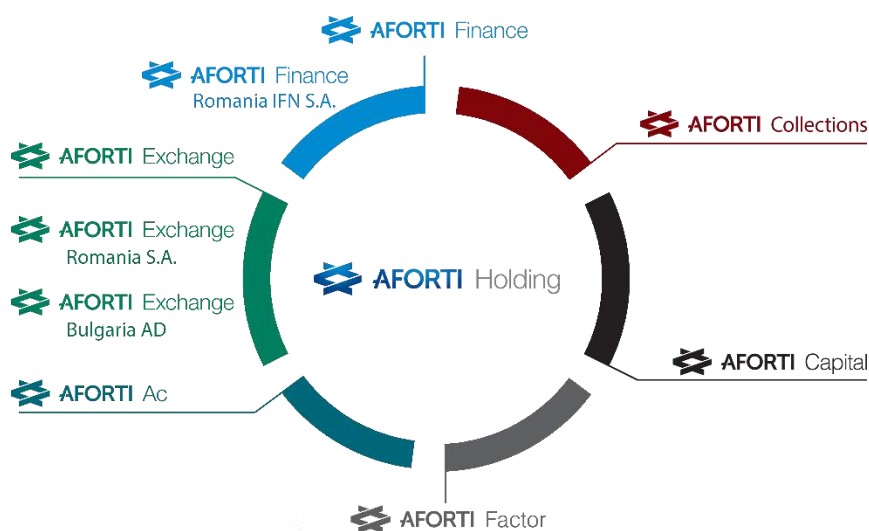 AFORTI Finance
AFORTI Finance
Romania IFN S.A.
AFORTI Collections
AFORTI Exchange
AFORTI Exchange
Romania S.A.
AFORTI Holding
AFORTI Exchange
Bulgaria AD
AFORTI Capital
AFORTI Ac
AFORTI Factor